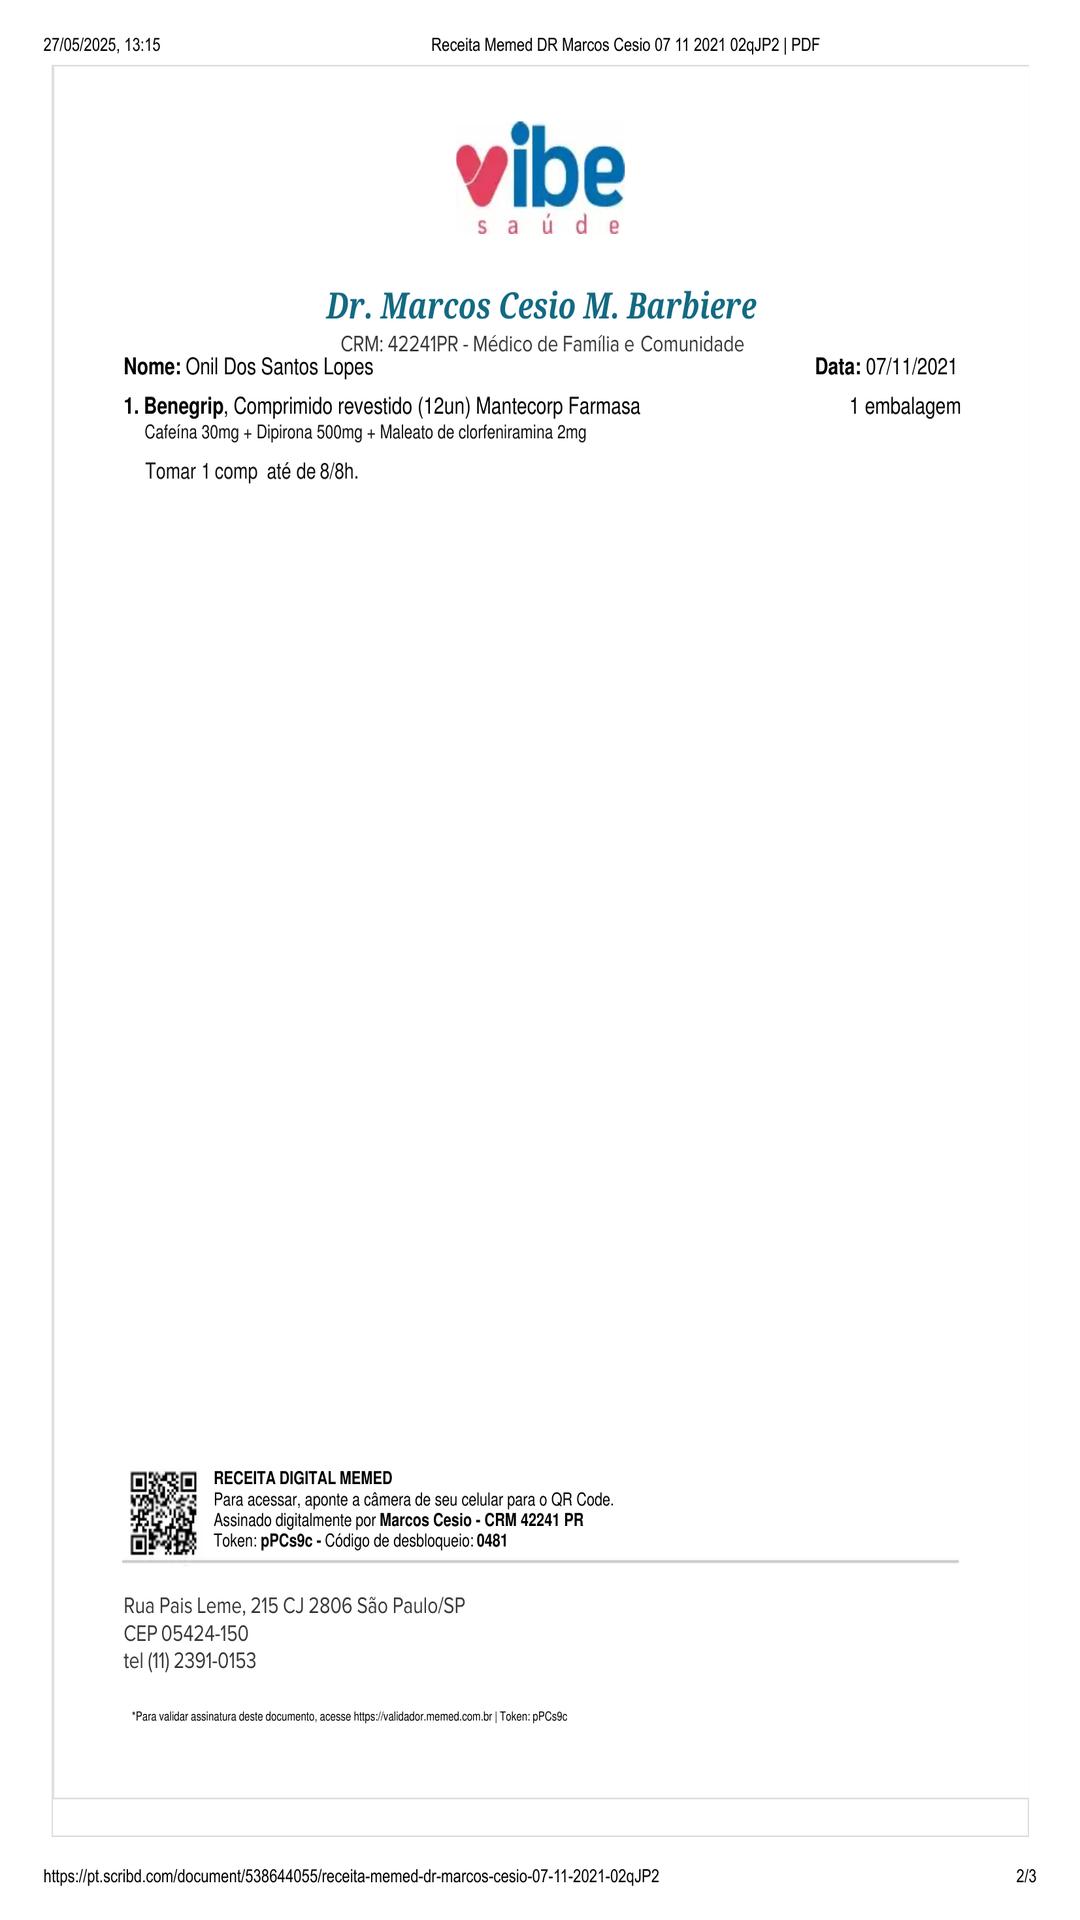 27/05/2025, 13:15 Receita Memed DR Marcos Cesio 07 11 2021 02qJP2 | PDF
vibe
saúde
Dr. Marcos Cesio M. Barbiere
CRM: 42241PR - Médico de Família e Comunidade
Nome: Onil Dos Santos Lopes Data: 07/11/2021
1. Benegrip, Comprimido revestido (12un) Mantecorp Farmasa 1 embalagem
Cafeína 30mg + Dipirona 500mg + Maleato de clorfeniramina 2mg
Tomar 1 comp até de 8/8h.
RECEITA DIGITAL MEMED
Para acessar, aponte a câmera de seu celular para o QR Code.
Assinado digitalmente por Marcos Cesio - CRM 42241 PR
Token: pPCs9c - Código de desbloqueio: 0481
Rua Pais Leme, 215 CJ 2806 São Paulo/SP
CEP 05424-150
tel (11) 2391-0153
*Para validar assinatura deste documento, acesse https://validador.memed.com.br | Token: pPCs9c
https://pt.scribd.com/document/538644055/receita-memed-dr-marcos-cesio-07-11-2021-02qJP2 2/3